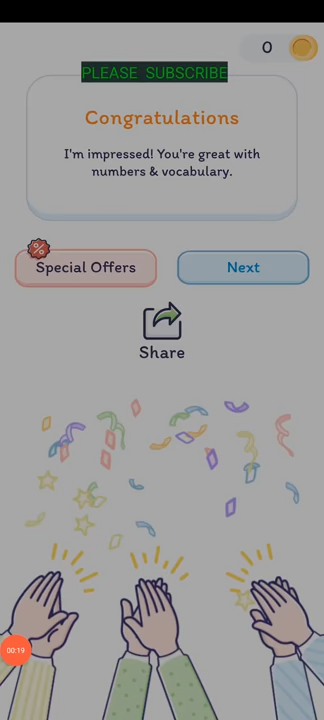 0
PLEASE SUBSCRIBE
Congratulations
I'm impressed! You're great with
numbers & vocabulary.
%
Special Offers
Next
Share
00:19